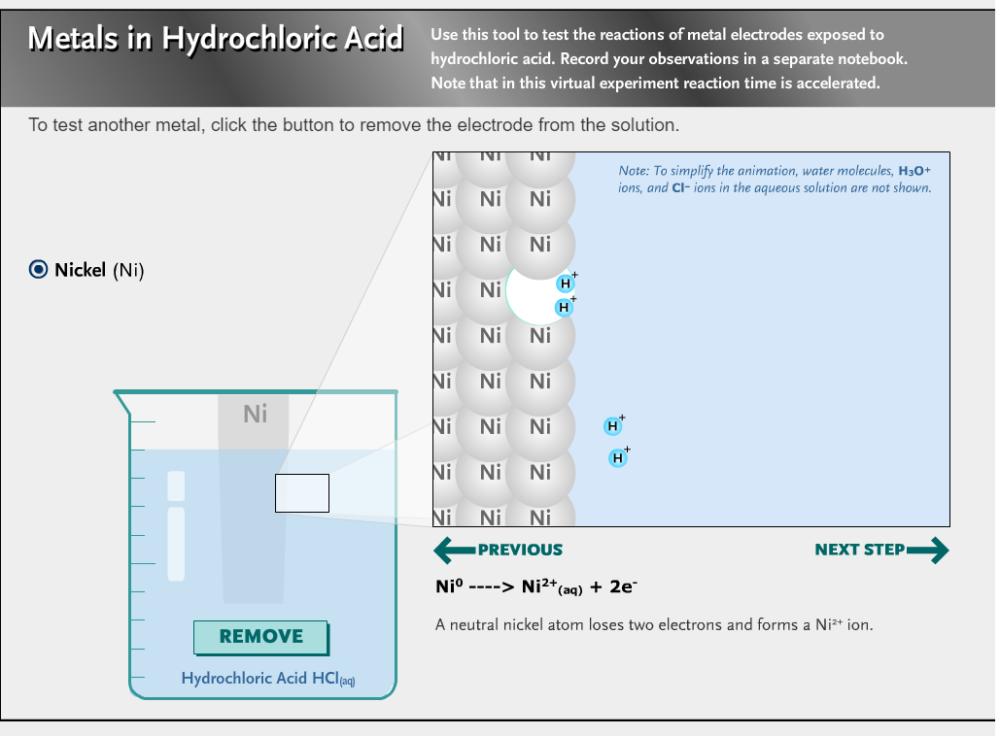 Metals in Hydrochloric Acid
Use this tool to test the reactions of metal electrodes exposed to
hydrochloric acid. Record your observations in a separate notebook.
Note that in this virtual experiment reaction time is accelerated.
To test another metal, click the button to remove the electrode from the solution.
Note: To simplify the animation, water molecules, H₃O⁺
ions, and Cl⁻ ions in the aqueous solution are not shown.
Ni Ni Ni
Ni Ni Ni
Ni Ni Ni
Ni Ni H⁺
H⁺
Ni Ni Ni
Ni Ni Ni
Ni Ni Ni H⁺
H⁺
Ni Ni Ni
Ni Ni Ni
Nickel (Ni)
Ni
REMOVE
Hydrochloric Acid HCl(aq)
PREVIOUS NEXT STEP
Ni⁰ ----> Ni²⁺(aq) + 2e⁻
A neutral nickel atom loses two electrons and forms a Ni²⁺ ion.